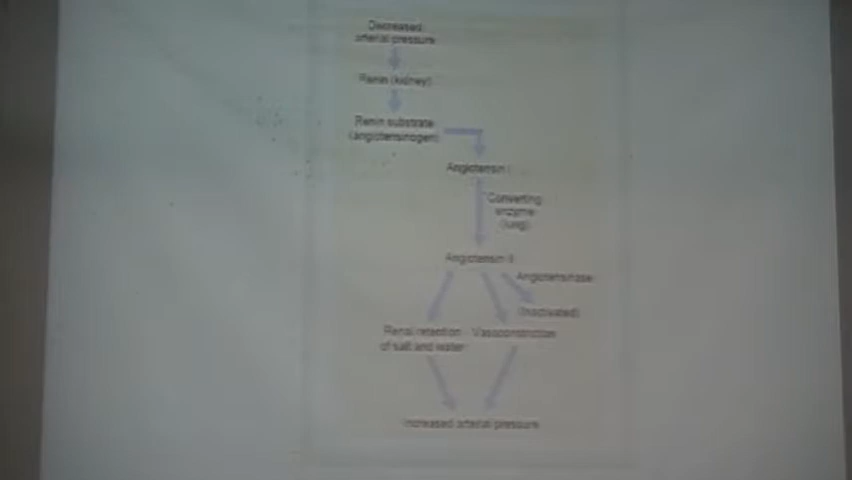 Decreased
arterial pressure
Renin (kidney)
Renin substrate
(angiotensinogen)
Angiotensin I
Converting
enzyme
(lung)
Angiotensin II
Angiotensinase
(Inactivated)
Renal retention
of salt and water
Vasoconstriction
Increased arterial pressure